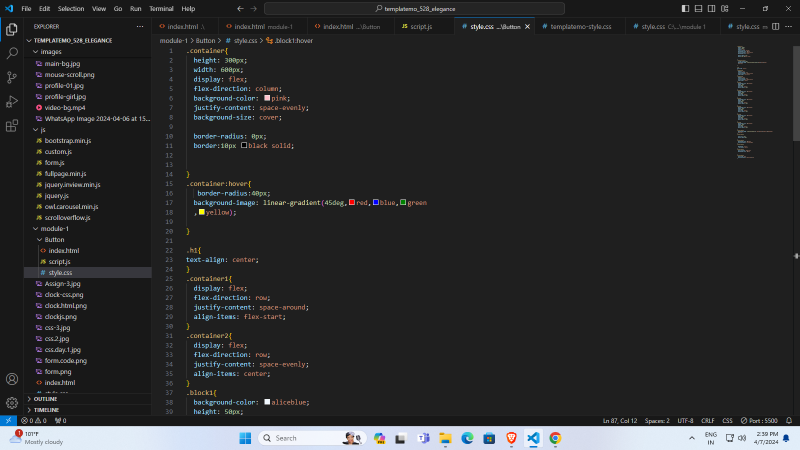 File Edit Selection View Go Run Terminal Help
templatemo_528_elegance
EXPLORER
index.html
index.html module-1
index.html ...\Button
script.js
style.css ...\Button
templatemo-style.css
style.css C:\...\module 1
style.css
TEMPLATEMO_528_ELEGANCE
images
main-bg.jpg
mouse-scroll.png
profile-01.jpg
profile-girl.jpg
video-bg.mp4
WhatsApp Image 2024-04-06 at 15...
js
bootstrap.min.js
custom.js
form.js
fullpage.min.js
jquery.inview.min.js
jquery.js
owl.carousel.min.js
scrolloverflow.js
module-1
Button
index.html
script.js
style.css
Assign-3.jpg
clock-css.png
clock.html.png
clockjs.png
css-3.jpg
css.2.jpg
css.day.1.jpg
form.code.png
form.png
index.html
style.css
OUTLINE
TIMELINE
module-1 > Button > style.css > .block1:hover
1 .container{
2 height: 300px;
3 width: 600px;
4 display: flex;
5 flex-direction: column;
6 background-color: pink;
7 justify-content: space-evenly;
8 background-size: cover;
9
10 border-radius: 0px;
11 border:10px black solid;
12
13
14 }
15 .container:hover{
16 border-radius:40px;
17 background-image: linear-gradient(45deg,red,blue,green
18 ,yellow);
19
20 }
21
22 .h1{
23 text-align: center;
24 }
25 .container1{
26 display: flex;
27 flex-direction: row;
28 justify-content: space-around;
29 align-items: flex-start;
30 }
31 .container2{
32 display: flex;
33 flex-direction: row;
34 justify-content: space-evenly;
35 align-items: center;
36 }
37 .block1{
38 background-color: aliceblue;
39 height: 50px;
0 0 0
Ln 87, Col 12 Spaces: 2 UTF-8 CRLF CSS Port : 5500
1
101°F
Mostly cloudy
Search
ENG
IN
2:39 PM
4/7/2024